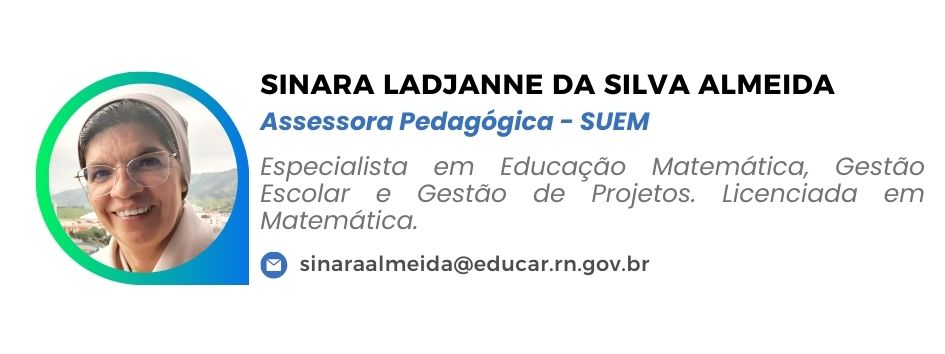 SINARA LADJANNE DA SILVA ALMEIDA
Assessora Pedagógica - SUEM
Especialista em Educação Matemática, Gestão
Escolar e Gestão de Projetos. Licenciada em
Matemática.
sinaraalmeida@educar.rn.gov.br